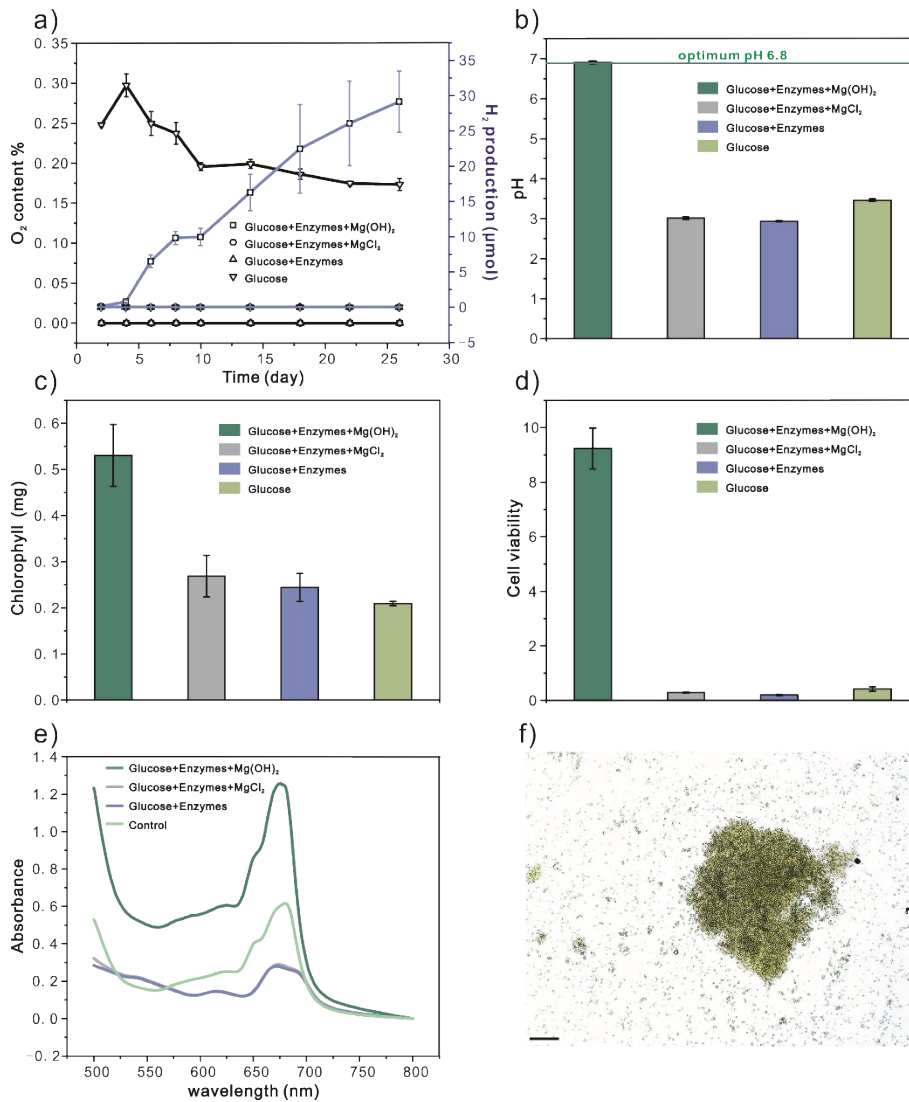 a)
O₂ content %
0. 35
0. 30
0. 25
0. 20
0. 15
0. 10
0. 05
0. 00
35
30
25
20
15
10
5
0
−5
H₂ production (μmol)
Glucose+Enzymes+Mg(OH)₂
Glucose+Enzymes+MgCl₂
Glucose+Enzymes
Glucose
0 5 10 15 20 25 30
Time (day)
b)
pH
8
7
6
5
4
3
2
1
0
optimum pH 6.8
Glucose+Enzymes+Mg(OH)₂
Glucose+Enzymes+MgCl₂
Glucose+Enzymes
Glucose
c)
Chlorophyll (mg)
0. 6
0. 5
0. 4
0. 3
0. 2
0. 1
0. 0
Glucose+Enzymes+Mg(OH)₂
Glucose+Enzymes+MgCl₂
Glucose+Enzymes
Glucose
d)
Cell viability
10
8
6
4
2
0
Glucose+Enzymes+Mg(OH)₂
Glucose+Enzymes+MgCl₂
Glucose+Enzymes
Glucose
e)
Absorbance
1. 4
1. 2
1. 0
0. 8
0. 6
0. 4
0. 2
0. 0
−0. 2
Glucose+Enzymes+Mg(OH)₂
Glucose+Enzymes+MgCl₂
Glucose+Enzymes
Control
500 550 600 650 700 750 800
wavelength (nm)
f)